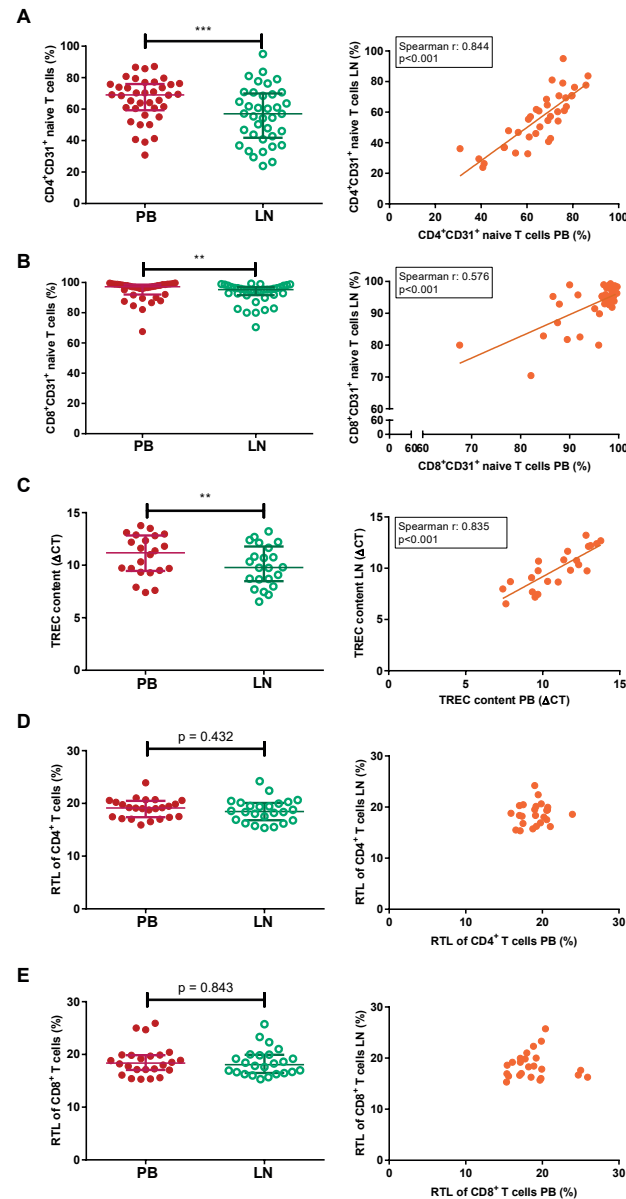 A
***
CD4⁺CD31⁺ naive T cells (%)
100
80
60
40
20
0
PB
LN
Spearman r: 0.844
p<0.001
CD4⁺CD31⁺ naive T cells LN (%)
100
80
60
40
20
0
0
20
40
60
80
100
CD4⁺CD31⁺ naive T cells PB (%)
B
**
CD8⁺CD31⁺ naive T cells (%)
100
80
60
40
20
0
PB
LN
Spearman r: 0.576
p<0.001
CD8⁺CD31⁺ naive T cells LN (%)
100
90
80
70
60
60
0
0
60
60
70
80
90
100
CD8⁺CD31⁺ naive T cells PB (%)
C
**
TREC content (ΔCT)
15
10
5
0
PB
LN
Spearman r: 0.835
p<0.001
TREC content LN (ΔCT)
15
10
5
0
0
5
10
15
TREC content PB (ΔCT)
D
p = 0.432
RTL of CD4⁺ T cells (%)
30
20
10
0
PB
LN
RTL of CD4⁺ T cells LN (%)
30
20
10
0
0
10
20
30
RTL of CD4⁺ T cells PB (%)
E
p = 0.843
RTL of CD8⁺ T cells (%)
30
20
10
0
PB
LN
RTL of CD8⁺ T cells LN (%)
30
20
10
0
0
10
20
30
RTL of CD8⁺ T cells PB (%)